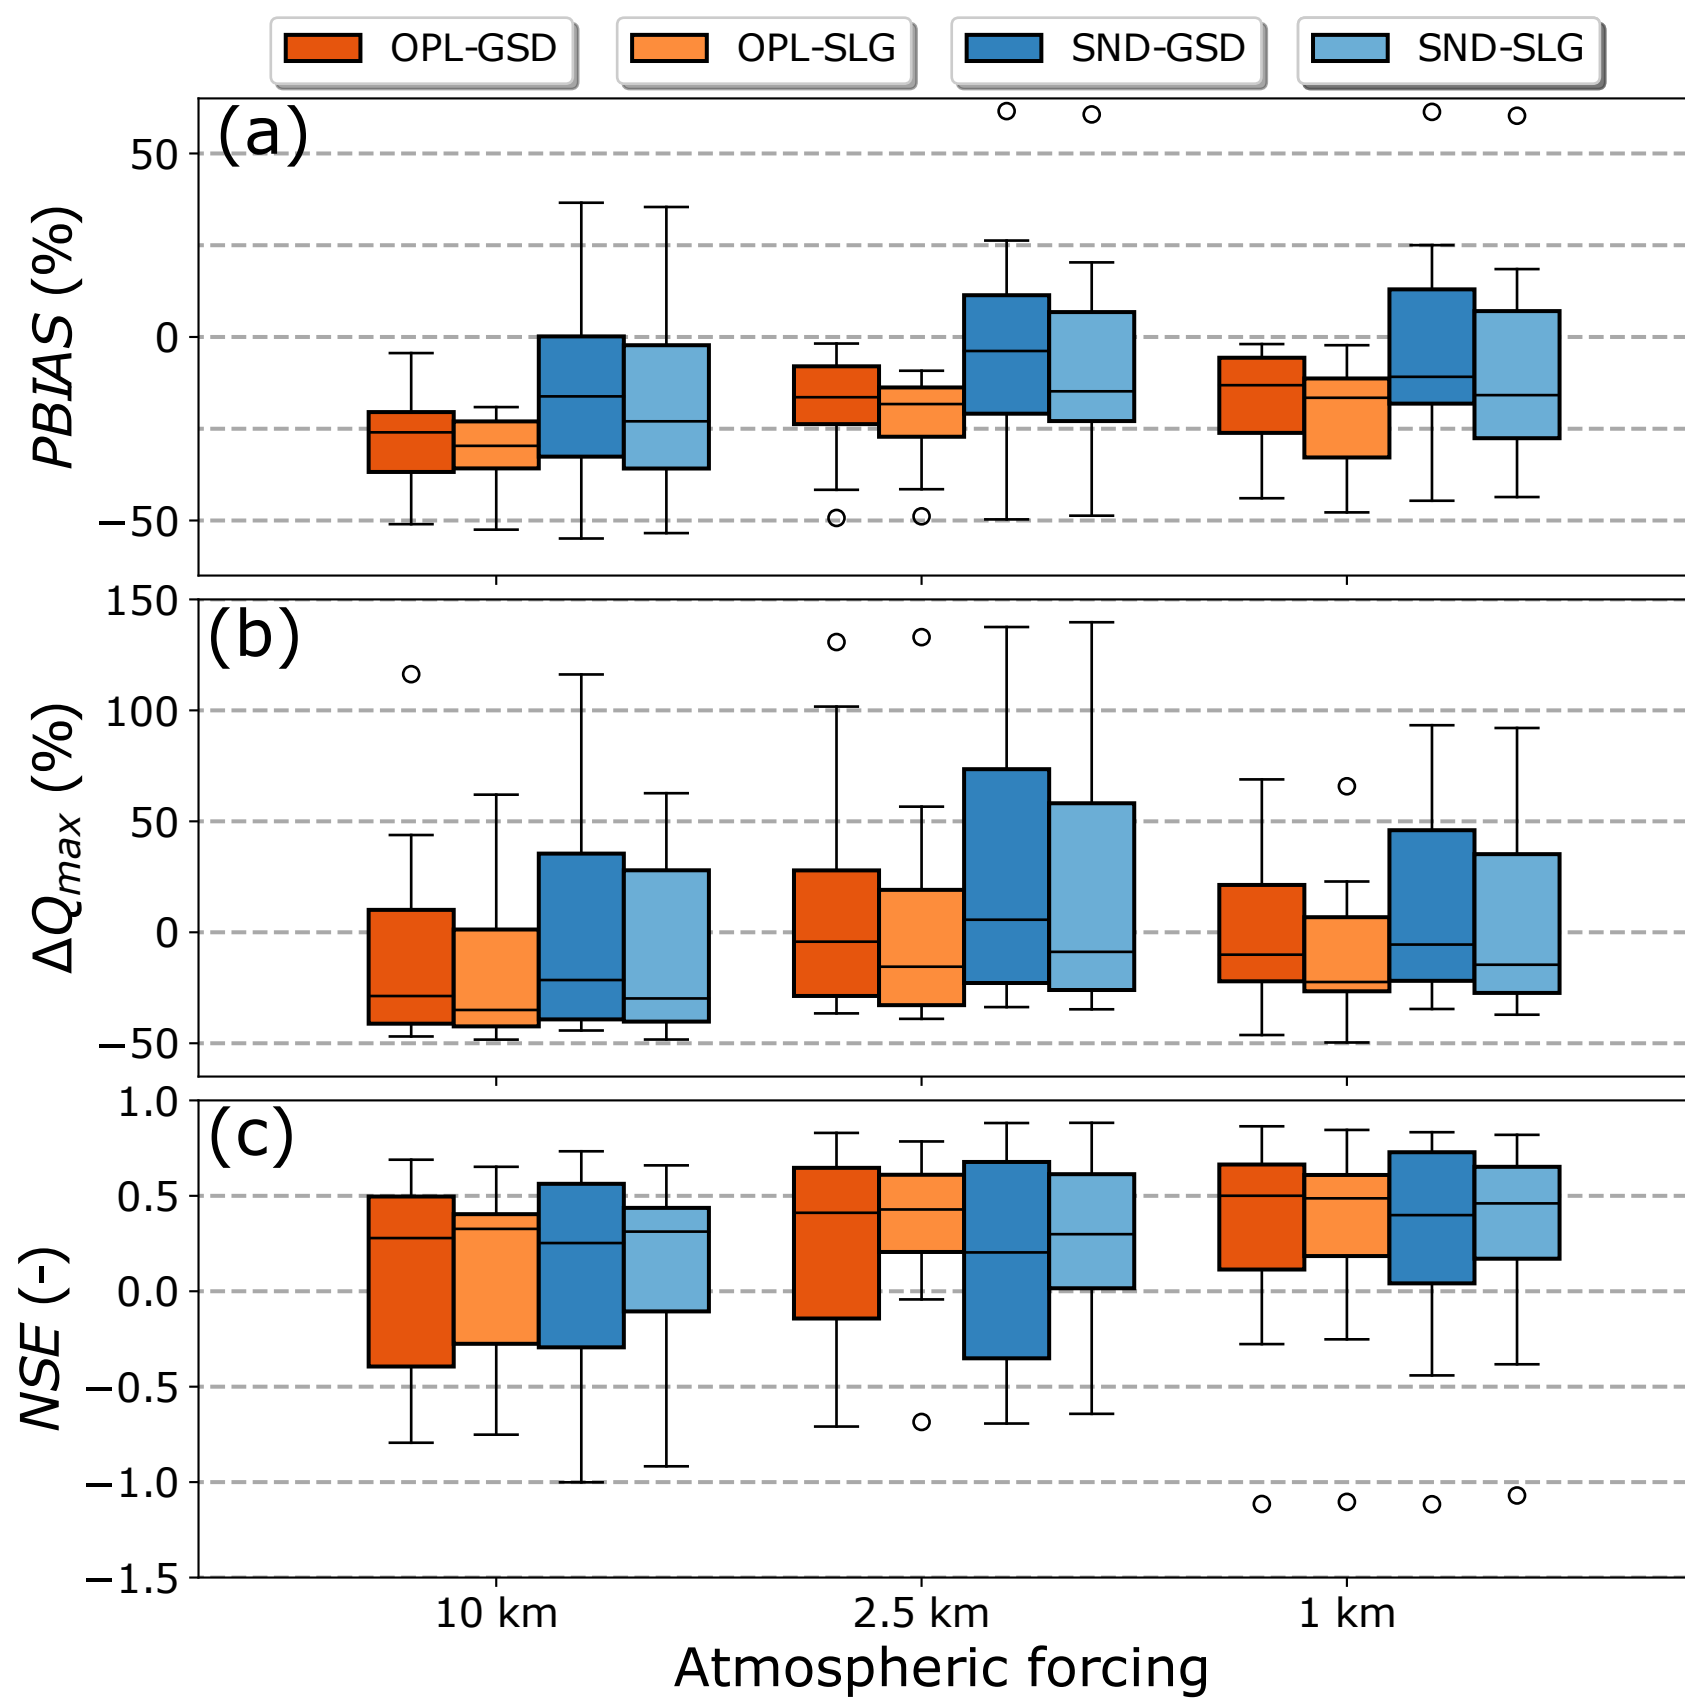 OPL-GSD OPL-SLG SND-GSD SND-SLG
(a)
PBIAS (%)
50
0
−50
(b)
ΔQmax (%)
150
100
50
0
−50
(c)
NSE (-)
1.0
0.5
0.0
−0.5
−1.0
−1.5
10 km 2.5 km 1 km
Atmospheric forcing